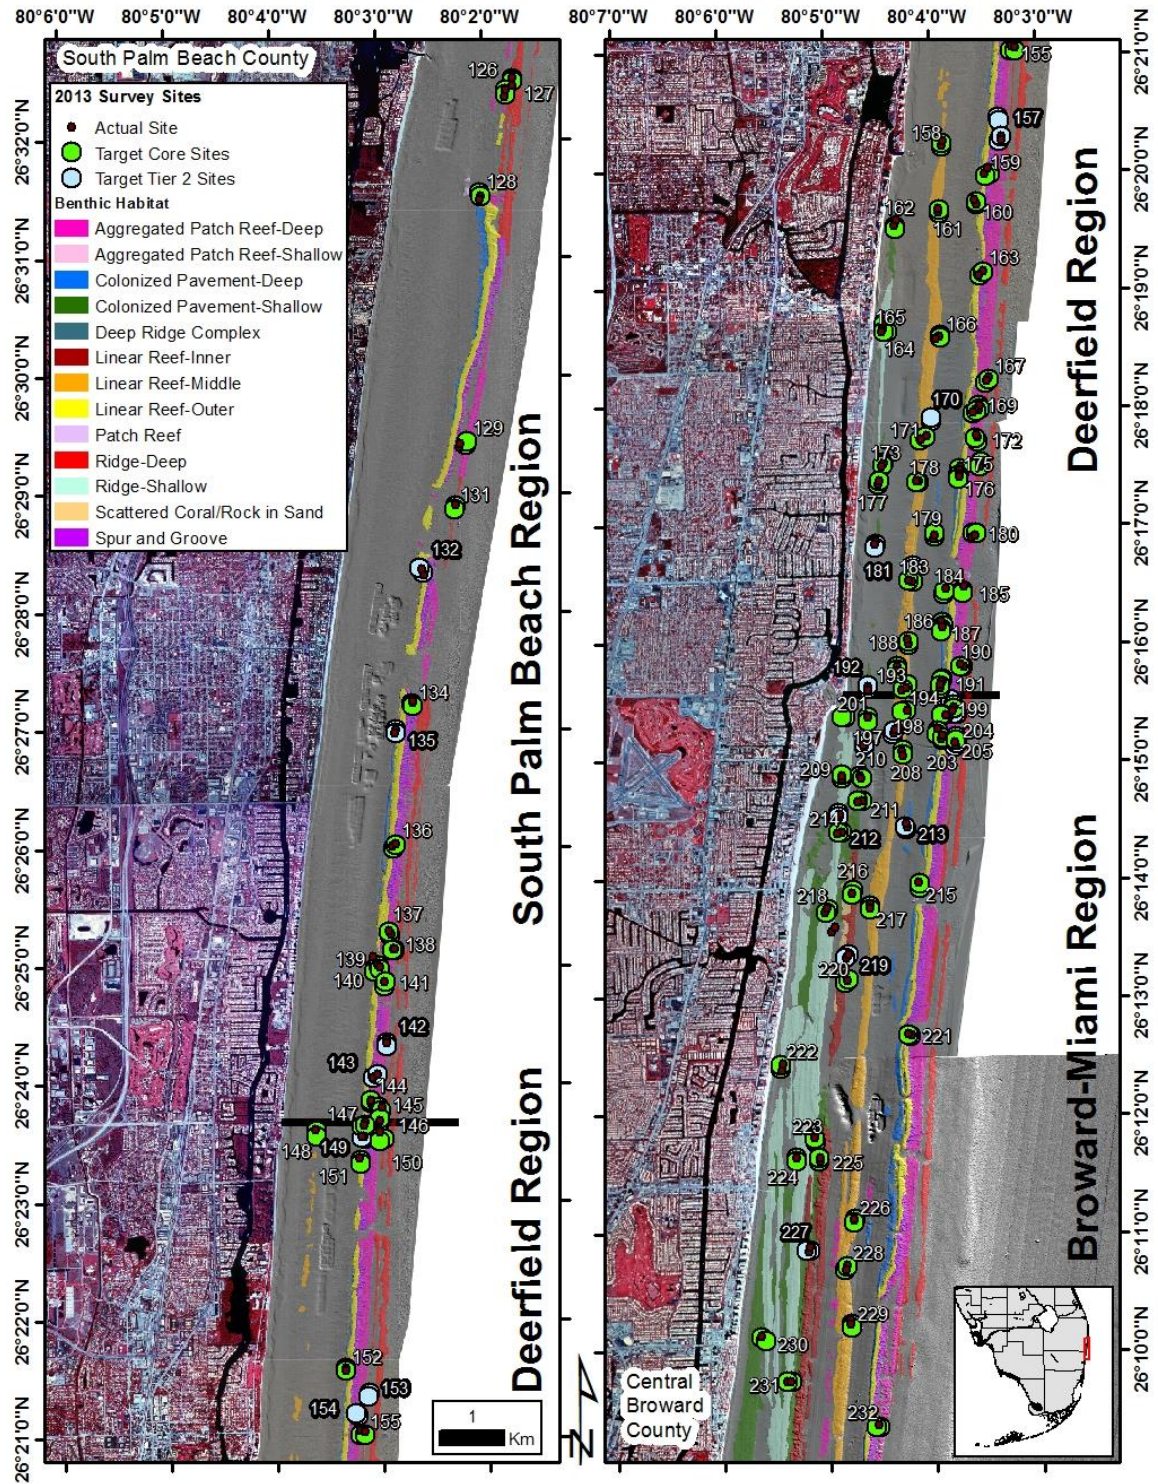 80°6'0"W 80°5'0"W 80°4'0"W 80°3'0"W 80°2'0"W
80°7'0"W 80°6'0"W 80°5'0"W 80°4'0"W 80°3'0"W
South Palm Beach County
2013 Survey Sites
Actual Site
Target Core Sites
Target Tier 2 Sites
Benthic Habitat
Aggregated Patch Reef-Deep
Aggregated Patch Reef-Shallow
Colonized Pavement-Deep
Colonized Pavement-Shallow
Deep Ridge Complex
Linear Reef-Inner
Linear Reef-Middle
Linear Reef-Outer
Patch Reef
Ridge-Deep
Ridge-Shallow
Scattered Coral/Rock in Sand
Spur and Groove
26°32'0"N
26°31'0"N
26°30'0"N
26°29'0"N
26°28'0"N
26°27'0"N
26°26'0"N
26°25'0"N
26°24'0"N
26°23'0"N
26°22'0"N
26°21'0"N
126
127
128
129
131
132
134
135
136
137
138
139
140
141
142
143
144
145
147
146
148
149
150
151
152
153
154
155
South Palm Beach Region
Deerfield Region
1
Km
N
155
157
158
159
160
162
161
163
165
164
166
167
170
169
171
172
173
178
175
177
176
179
180
181
183
184
185
186
187
188
190
192
193
191
194
201
199
197
198
204
203
205
210
208
209
211
214
212
213
216
215
218
217
220
219
221
222
223
224
225
226
227
228
229
230
231
232
Deerfield Region
Broward-Miami Region
Central
Broward
County
26°21'0"N
26°20'0"N
26°19'0"N
26°18'0"N
26°17'0"N
26°16'0"N
26°15'0"N
26°14'0"N
26°13'0"N
26°12'0"N
26°11'0"N
26°10'0"N